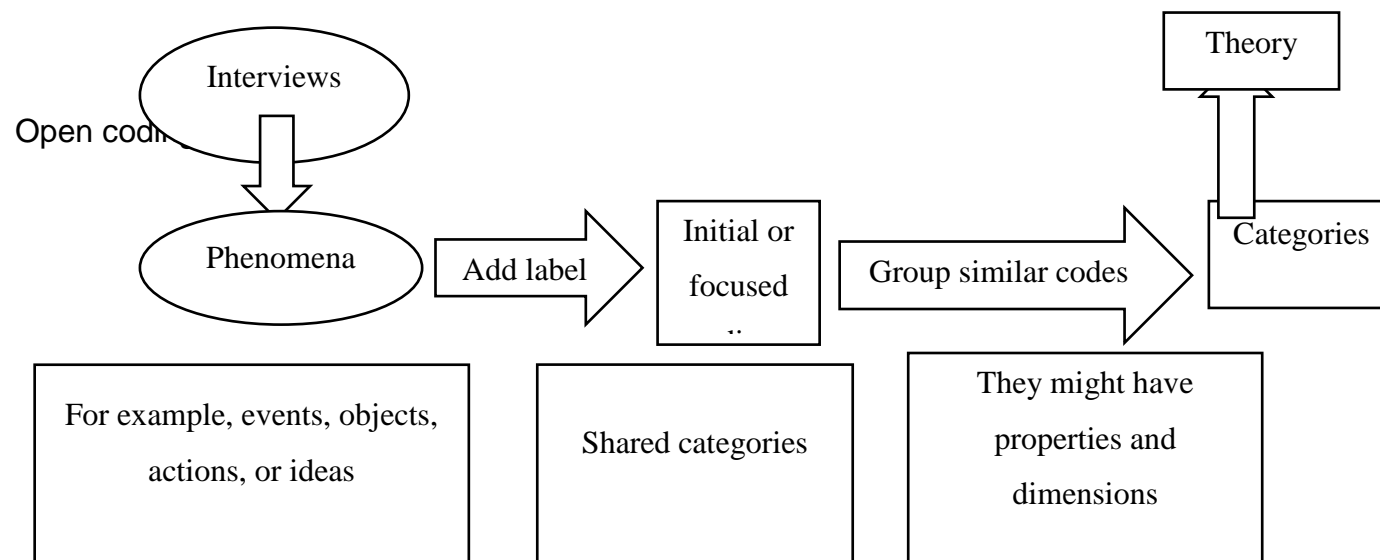 Interviews
Theory
Open
Phenomena
Add label
Initial or
focused
Group similar codes
Categories
For example, events, objects,
actions, or ideas
Shared categories
They might have
properties and
dimensions